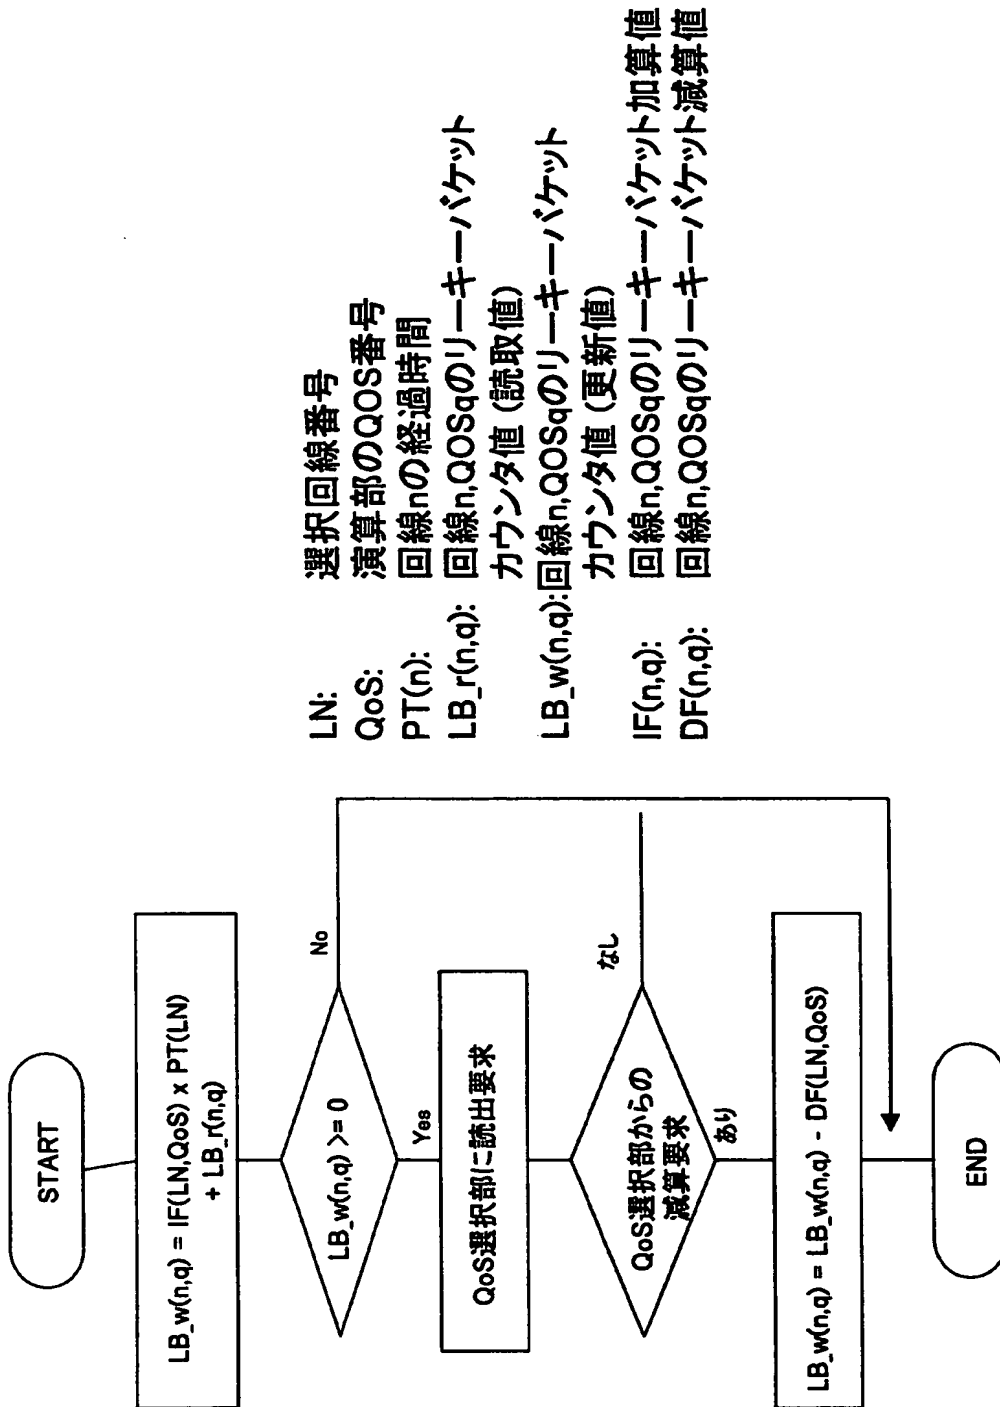 START
LB_w(n,q) = IF(LN,QoS) x PT(LN)
+ LB_r(n,q)
LB_w(n,q) >= 0
No
Yes
QoS選択部に読出要求
QoS選択部からの
減算要求
なし
あり
LB_w(n,q) = LB_w(n,q) - DF(LN,QoS)
END
LN: 選択回線番号
QoS: 演算部のQOS番号
PT(n): 回線nの経過時間
LB_r(n,q): 回線n,QOSqのリーキーバケット
カウンタ値 (読取値)
LB_w(n,q):回線n,QOSqのリーキーバケット
カウンタ値 (更新値)
IF(n,q): 回線n,QOSqのリーキーバケット加算値
DF(n,q): 回線n,QOSqのリーキーバケット減算値